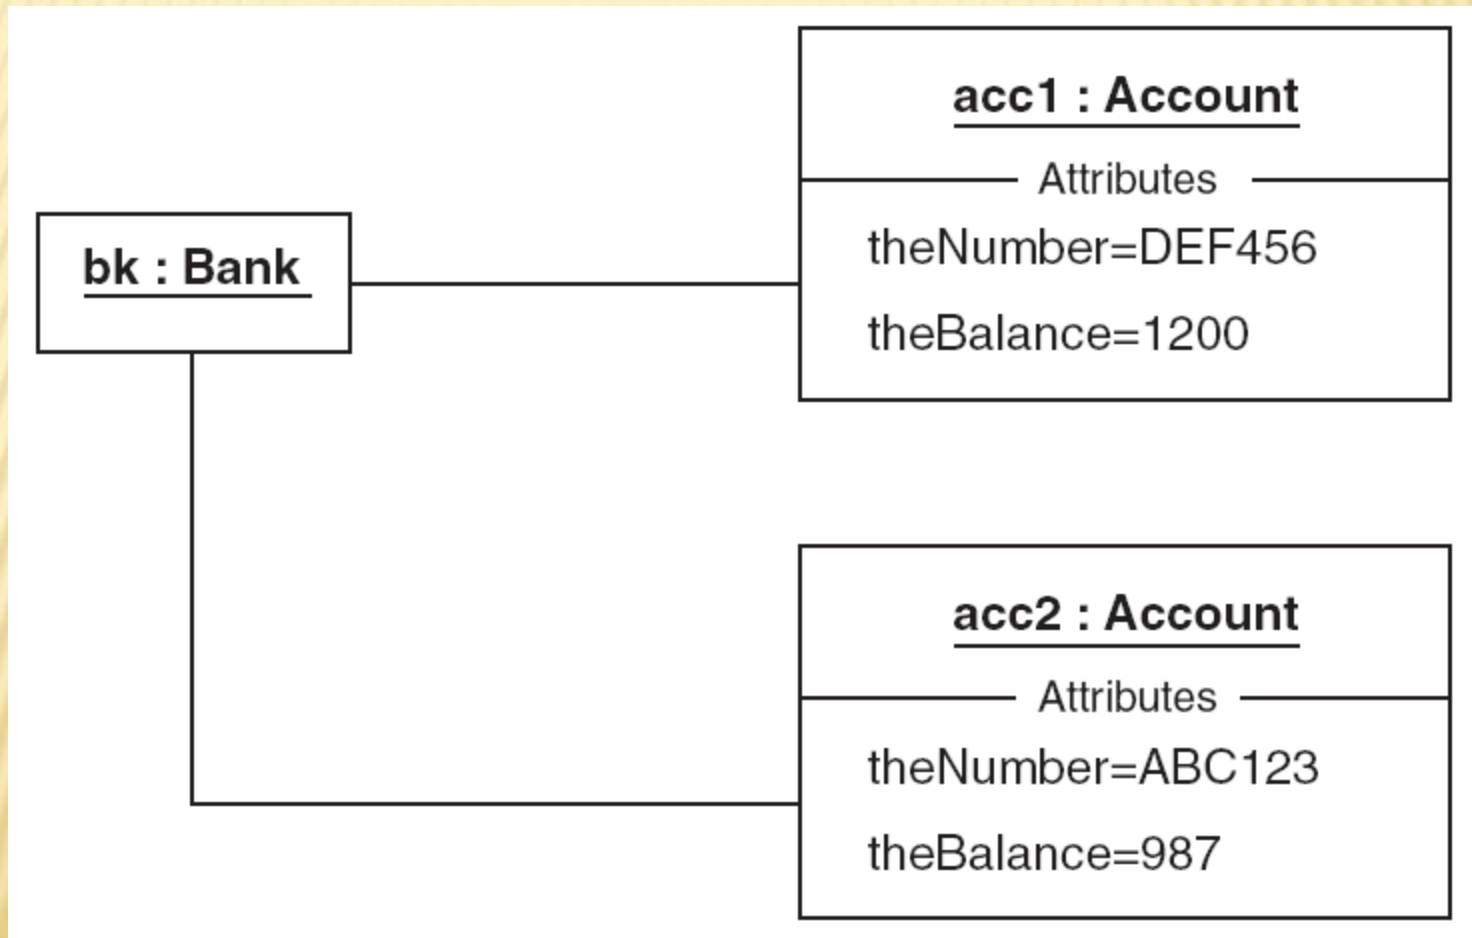 bk : Bank
acc1 : Account
Attributes
theNumber=DEF456
theBalance=1200
acc2 : Account
Attributes
theNumber=ABC123
theBalance=987